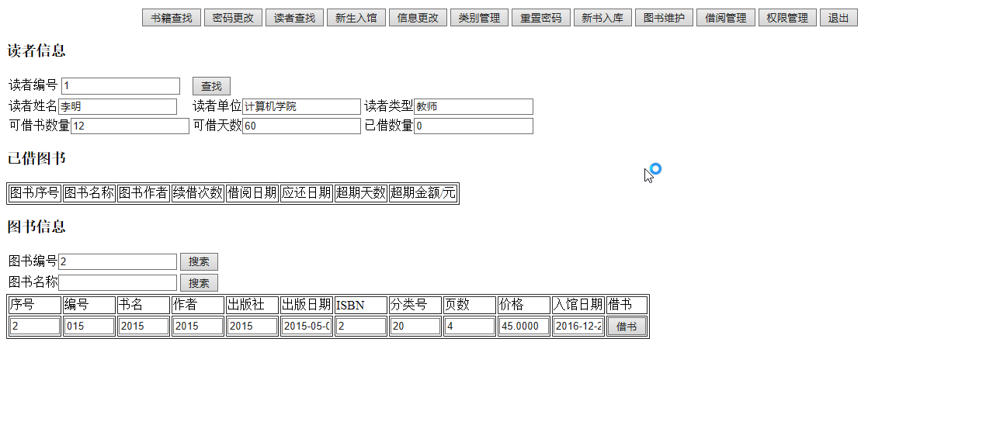 书籍查找 密码更改 读者查找 新生入馆 信息更改 类别管理 重置密码 新书入库 图书维护 借阅管理 权限管理 退出
读者信息
读者编号 1 查找
读者姓名 李明 读者单位 计算机学院 读者类型 教师
可借书数量 12 可借天数 60 已借数量 0
已借图书
图书序号 图书名称 图书作者 续借次数 借阅日期 应还日期 超期天数 超期金额/元
图书信息
图书编号 2 搜索
图书名称 搜索
序号 编号 书名 作者 出版社 出版日期 ISBN 分类号 页数 价格 入馆日期 借书
2 015 2015 2015 2015 2015-05-0 2 20 4 45.0000 2016-12-2 借书